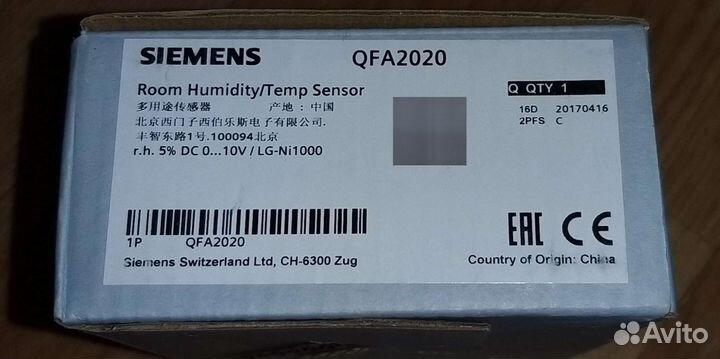 SIEMENS QFA2020
Room Humidity/Temp Sensor
Q QTY 1
多用途传感器 产地：中国
16D 20170416
北京西门子西伯乐斯电子有限公司.
2PFS C
丰智东路1号.100094北京
r.h. 5% DC 0...10V / LG-Ni1000
1P QFA2020
EAC CE
Siemens Switzerland Ltd, CH-6300 Zug
Country of Origin: China
Avito